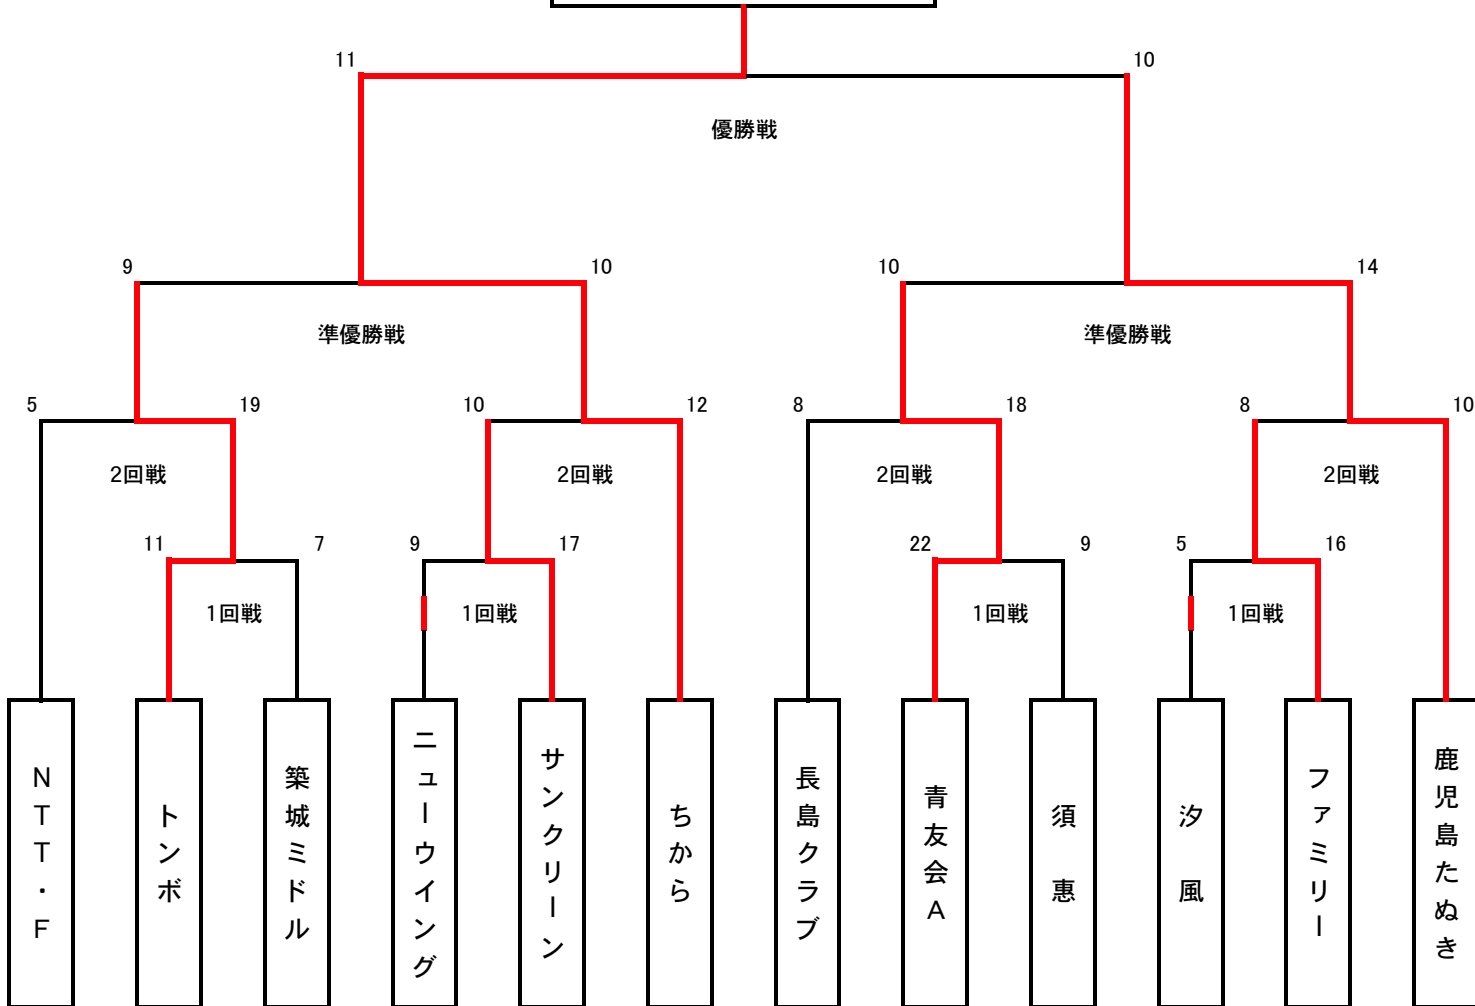 11
10
優勝戦
9
10
10
14
準優勝戦
準優勝戦
5
19
10
12
8
18
8
10
2回戦
2回戦
2回戦
2回戦
11
7
9
17
22
9
5
16
1回戦
1回戦
1回戦
1回戦
NTT・F
トンボ
築城ミドル
ニューウイング
サンクリーン
ちから
長島クラブ
青友会A
須惠
汐風
ファミリー
鹿児島たぬき